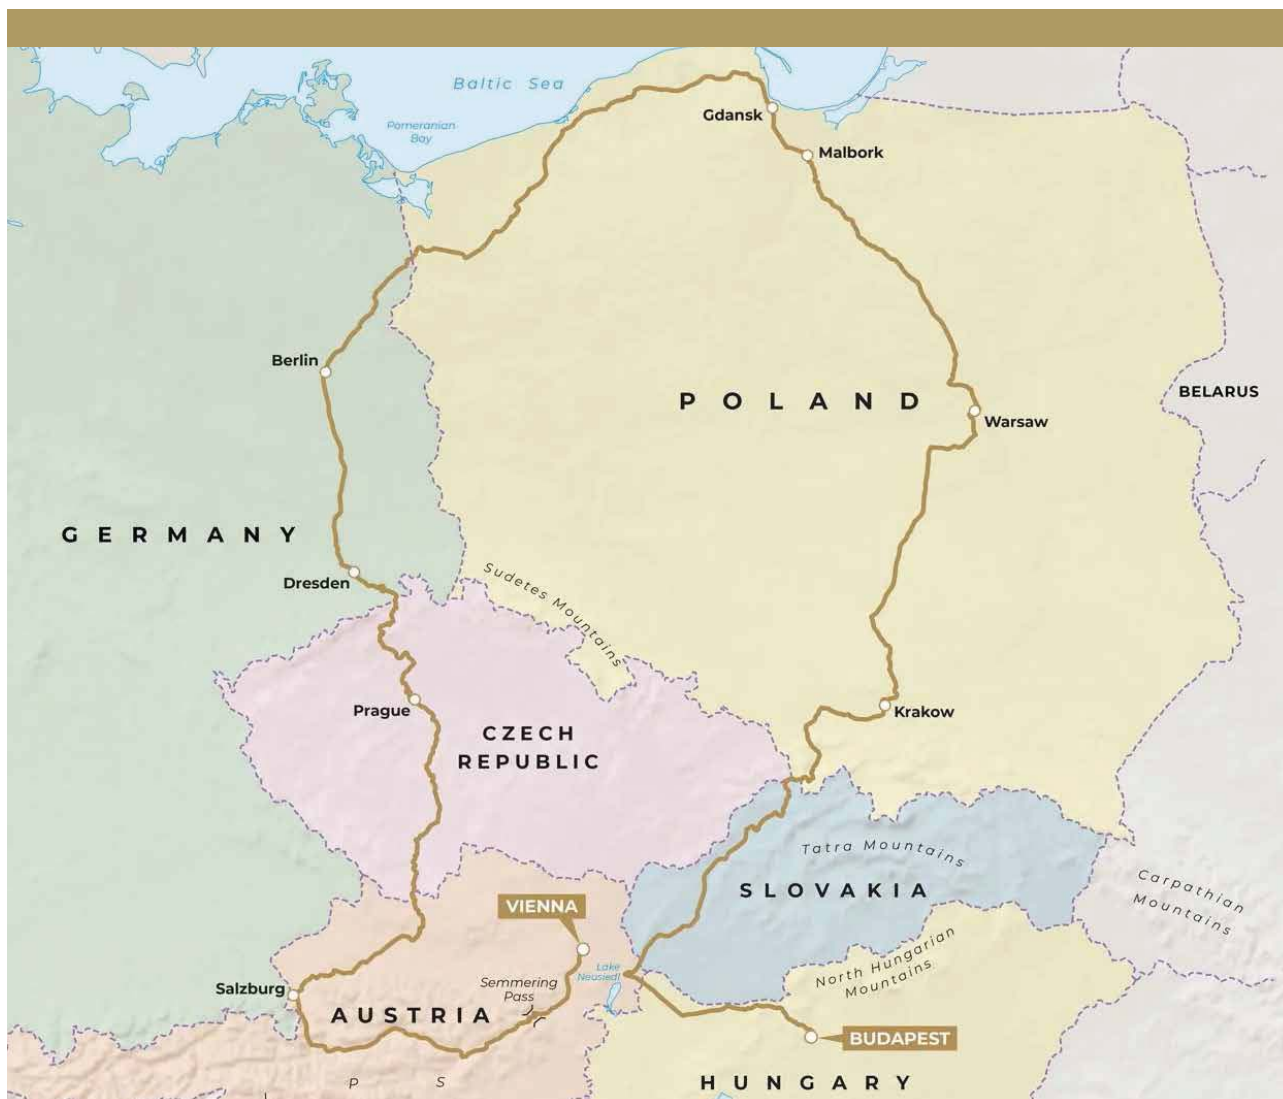 Baltic Sea
Pomeranian
Bay
Gdansk
Malbork
Berlin
POLAND
BELARUS
Warsaw
GERMANY
Sudetes Mountains
Dresden
Prague
Krakow
CZECH
REPUBLIC
Tatra Mountains
SLOVAKIA
Carpathian
Mountains
VIENNA
North Hungarian
Mountains
Lake
Neusiedl
Semmering
Pass
Salzburg
AUSTRIA
BUDAPEST
P S
HUNGARY